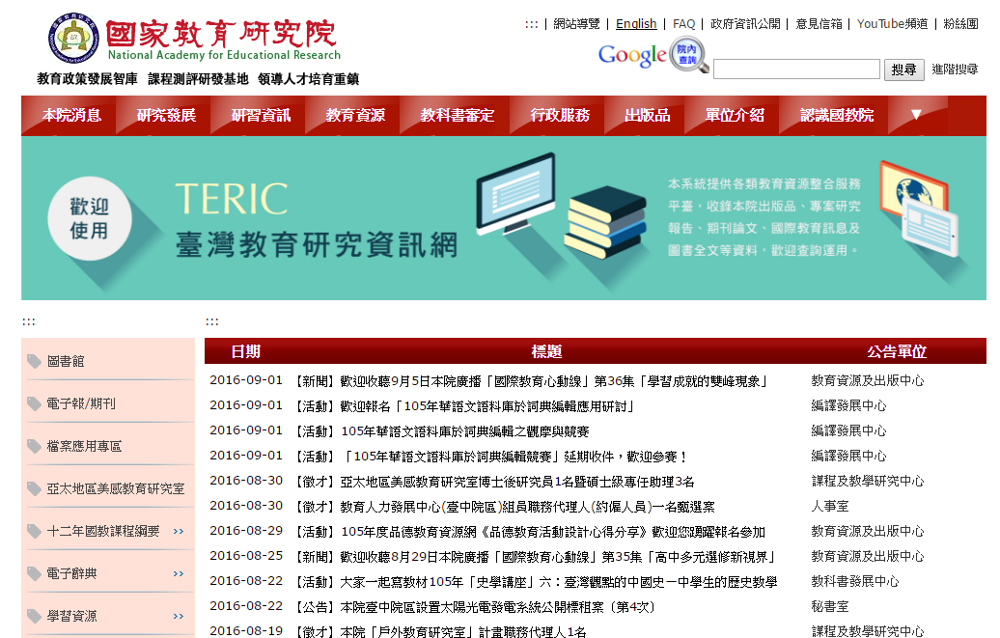 國家教育研究院
National Academy for Educational Research
教育政策發展智庫 課程測評研發基地 領導人才培育重鎮
::: | 網站導覽 | English | FAQ | 政府資訊公開 | 意見信箱 | YouTube頻道 | 粉絲團
Google 院內查詢 搜尋 進階搜尋
本院消息 研究發展 研習資訊 教育資源 教科書審定 行政服務 出版品 單位介紹 認識國教院 ▼
歡迎
使用
TERIC
臺灣教育研究資訊網
本系統提供各類教育資源整合服務
平臺，收錄本院出版品、專案研究
報告、期刊論文、國際教育訊息及
圖書全文等資料，歡迎查詢運用。
:::
圖書館
電子報/期刊
檔案應用專區
亞太地區美感教育研究室
十二年國教課程綱要 >>
電子辭典 >>
學習資源 >>
:::
日期 標題 公告單位
2016-09-01 【新聞】歡迎收聽9月5日本院廣播「國際教育心動線」第36集「學習成就的雙峰現象」 教育資源及出版中心
2016-09-01 【活動】歡迎報名「105年華語文語料庫於詞典編輯應用研討」 編譯發展中心
2016-09-01 【活動】105年華語文語料庫於詞典編輯之觀摩與競賽 編譯發展中心
2016-09-01 【活動】「105年華語文語料庫於詞典編輯競賽」延期收件，歡迎參賽！ 編譯發展中心
2016-08-30 【徵才】亞太地區美感教育研究室博士後研究員1名暨碩士級專任助理3名 課程及教學研究中心
2016-08-30 【徵才】教育人力發展中心(臺中院區)組員職務代理人(約僱人員)一名甄選案 人事室
2016-08-29 【活動】105年度品德教育資源網《品德教育活動設計心得分享》歡迎您踴躍報名參加 教育資源及出版中心
2016-08-25 【新聞】歡迎收聽8月29日本院廣播「國際教育心動線」第35集「高中多元選修新視界」 教育資源及出版中心
2016-08-22 【活動】大家一起寫教材105年「史學講座」六：臺灣觀點的中國史－中學生的歷史教學 教科書發展中心
2016-08-22 【公告】本院臺中院區設置太陽光電發電系統公開標租案〔第4次〕 秘書室
2016-08-19 【徵才】本院「戶外教育研究室」計畫職務代理人1名 課程及教學研究中心